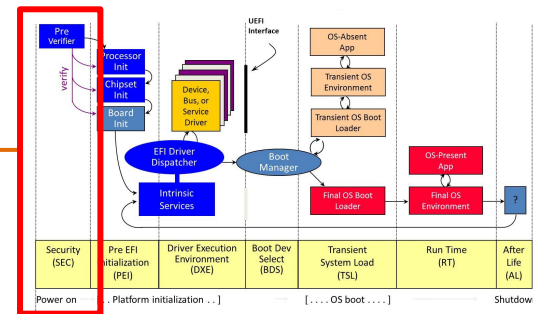 UEFI
Interface
Pre
Verifier
verify
Processor
Init
Chipset
Init
Board
Init
Device,
Bus, or
Service
Driver
EFI Driver
Dispatcher
Intrinsic
Services
Boot
Manager
OS-Absent
App
Transient OS
Environment
Transient OS Boot
Loader
Final OS Boot
Loader
OS-Present
App
Final OS
Environment
?
Security
(SEC)
Pre EFI
Initialization
(PEI)
Driver Execution
Environment
(DXE)
Boot Dev
Select
(BDS)
Transient
System Load
(TSL)
Run Time
(RT)
After
Life
(AL)
Power on
. . Platform initialization . . ]
[ . . . . OS boot . . . . ]
Shutdown